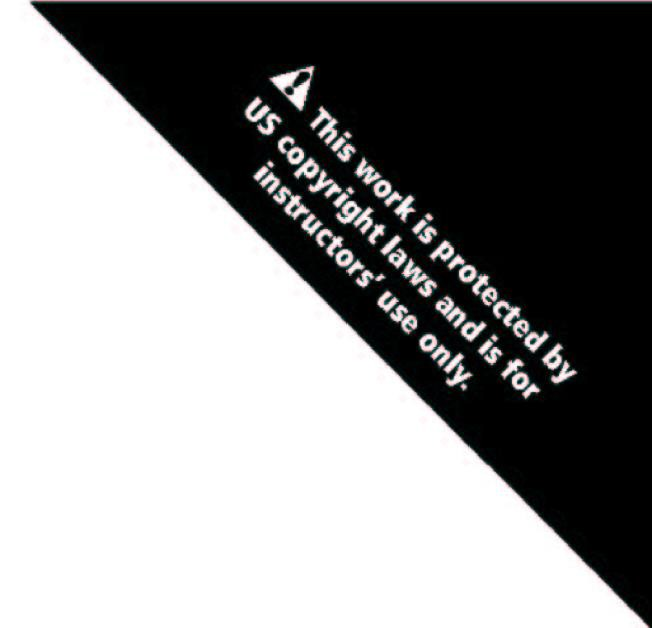 This work is protected by
US copyright laws and is for
instructors’ use only.